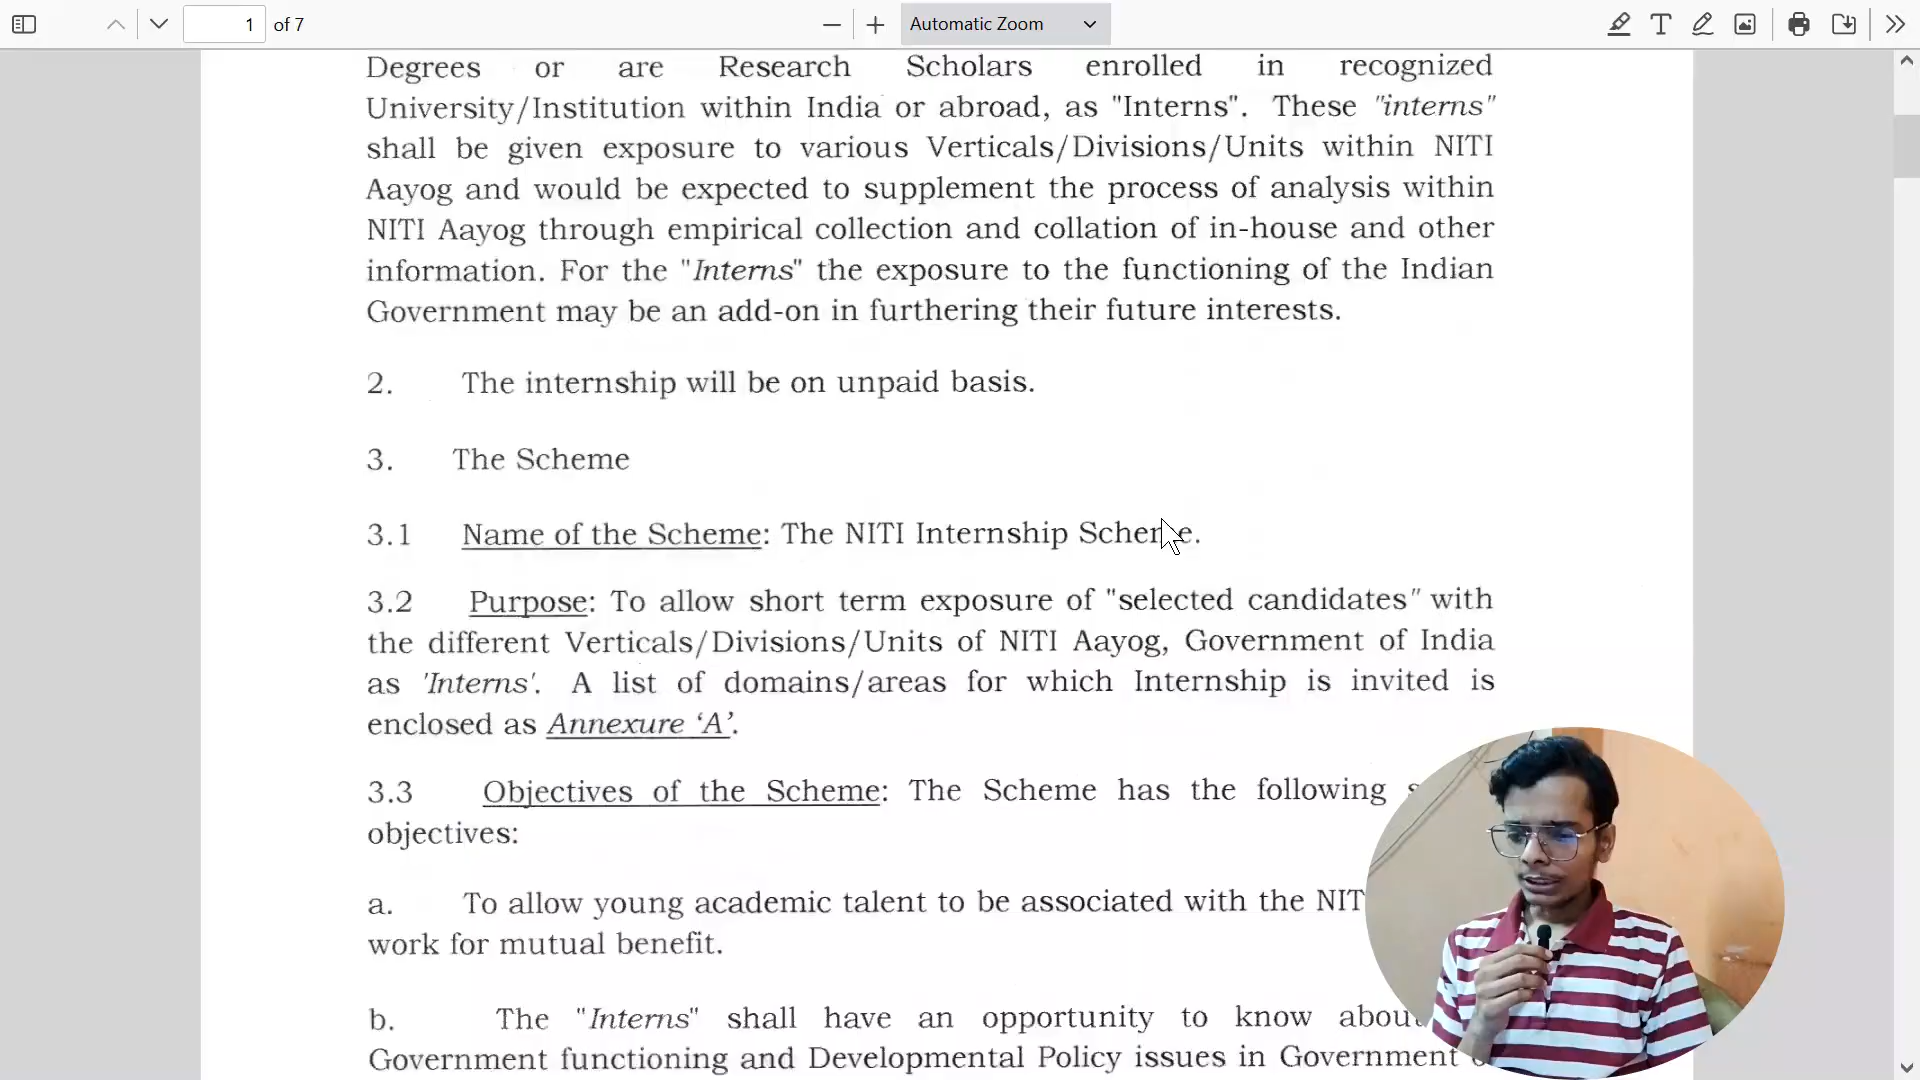 1 of 7
Automatic Zoom
Degrees or are Research Scholars enrolled in recognized
University/Institution within India or abroad, as "Interns". These "interns"
shall be given exposure to various Verticals/Divisions/Units within NITI
Aayog and would be expected to supplement the process of analysis within
NITI Aayog through empirical collection and collation of in-house and other
information. For the "Interns" the exposure to the functioning of the Indian
Government may be an add-on in furthering their future interests.
2. The internship will be on unpaid basis.
3. The Scheme
3.1 Name of the Scheme: The NITI Internship Scheme.
3.2 Purpose: To allow short term exposure of "selected candidates" with
the different Verticals/Divisions/Units of NITI Aayog, Government of India
as 'Interns'. A list of domains/areas for which Internship is invited is
enclosed as Annexure ‘A’.
3.3 Objectives of the Scheme: The Scheme has the following
objectives:
a. To allow young academic talent to be associated with the
work for mutual benefit.
b. The "Interns" shall have an opportunity to know
Government functioning and Developmental Policy issues in Government